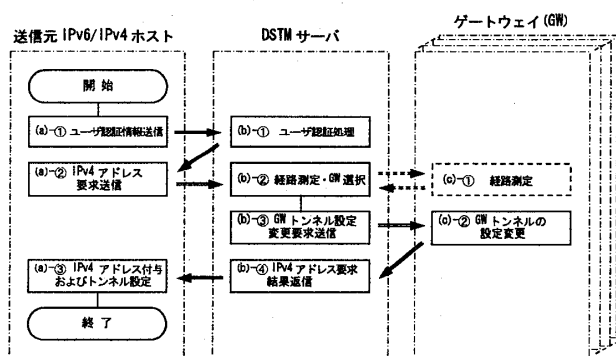 送信元 IPv6/IPv4 ホスト
DSTM サーバ
ゲートウェイ (GW)
開 始
(a)-① ユーザ認証情報送信
(b)-① ユーザ認証処理
(a)-② IPv4 アドレス
要求送信
(b)-② 経路測定・GW 選択
(c)-① 経路測定
(b)-③ GW トンネル設定
変更要求送信
(c)-② GW トンネルの
設定変更
(a)-③ IPv4 アドレス付与
およびトンネル設定
(b)-④ IPv4 アドレス要求
結果返信
終 了